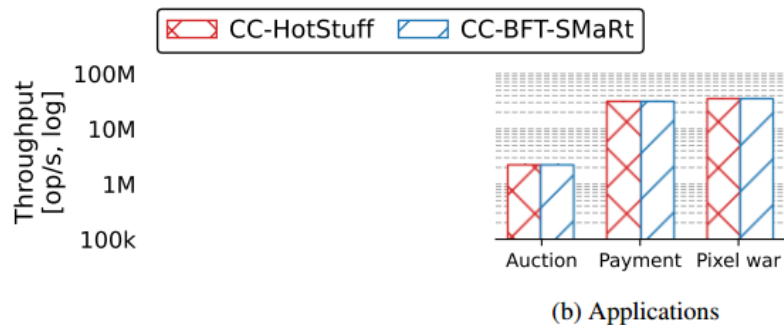 CC-HotStuff CC-BFT-SMaRt
Throughput
[op/s, log]
100M
10M
1M
100k
Auction Payment Pixel war
(b) Applications